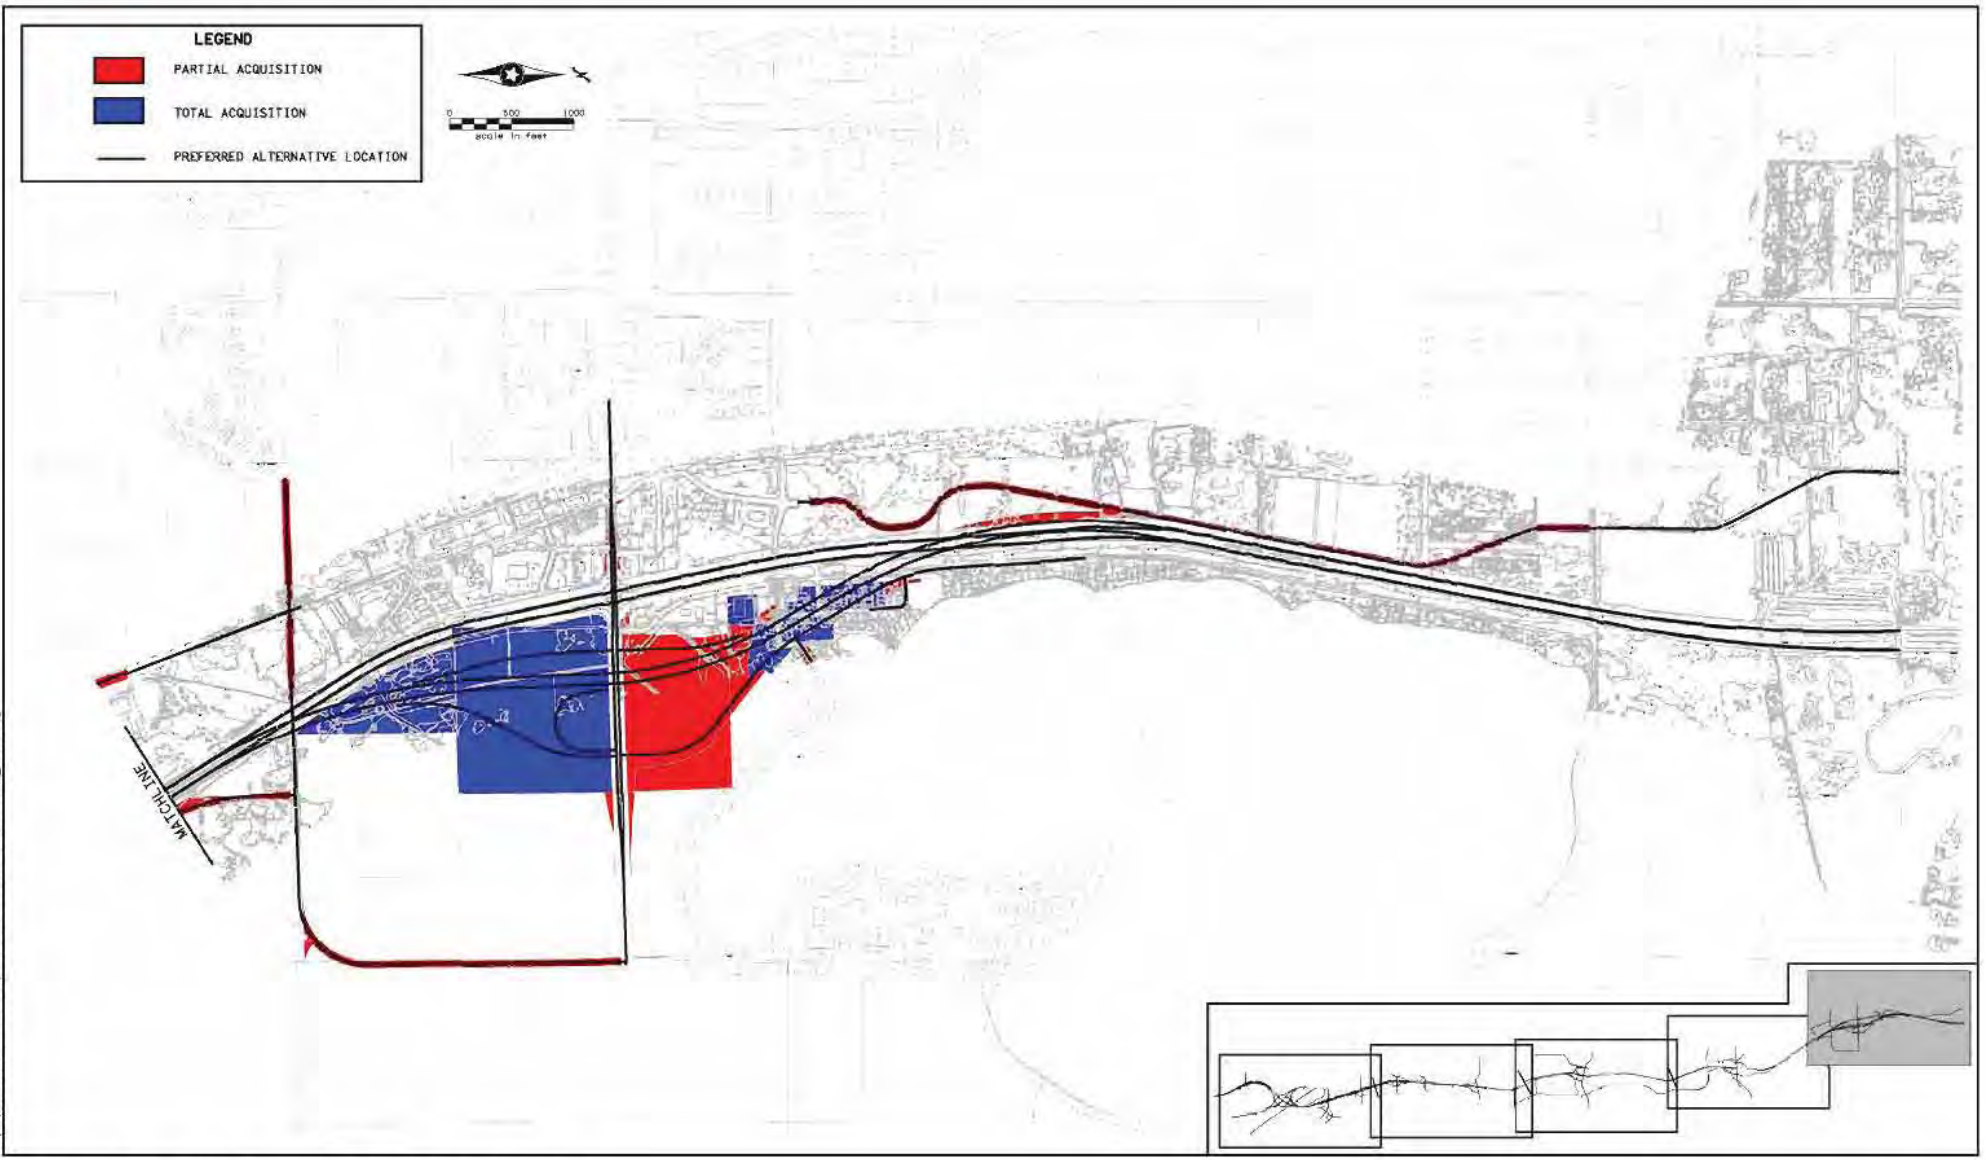 LEGEND
PARTIAL ACQUISITION
TOTAL ACQUISITION
PREFERRED ALTERNATIVE LOCATION
0 500 1000
scale in feet
MATCHLINE